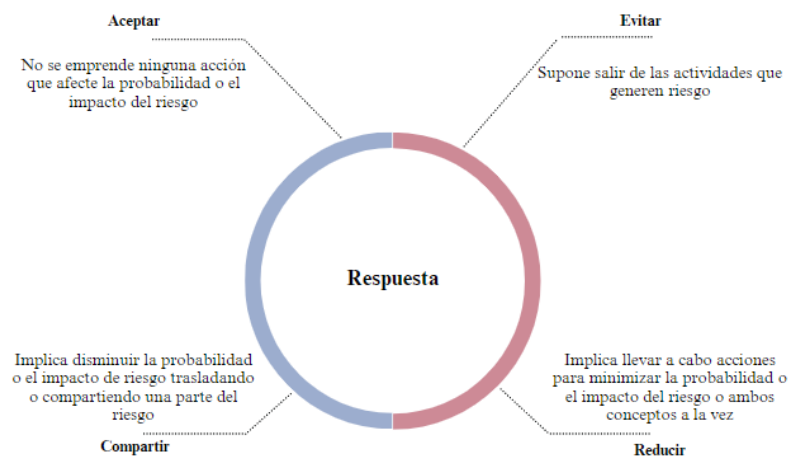 Aceptar
No se emprende ninguna acción
que afecte la probabilidad o el
impacto del riesgo
Evitar
Supone salir de las actividades que
generen riesgo
Respuesta
Implica disminuir la probabilidad
o el impacto de riesgo trasladando
o compartiendo una parte del
riesgo
Compartir
Implica llevar a cabo acciones
para minimizar la probabilidad o
el impacto del riesgo o ambos
conceptos a la vez
Reducir